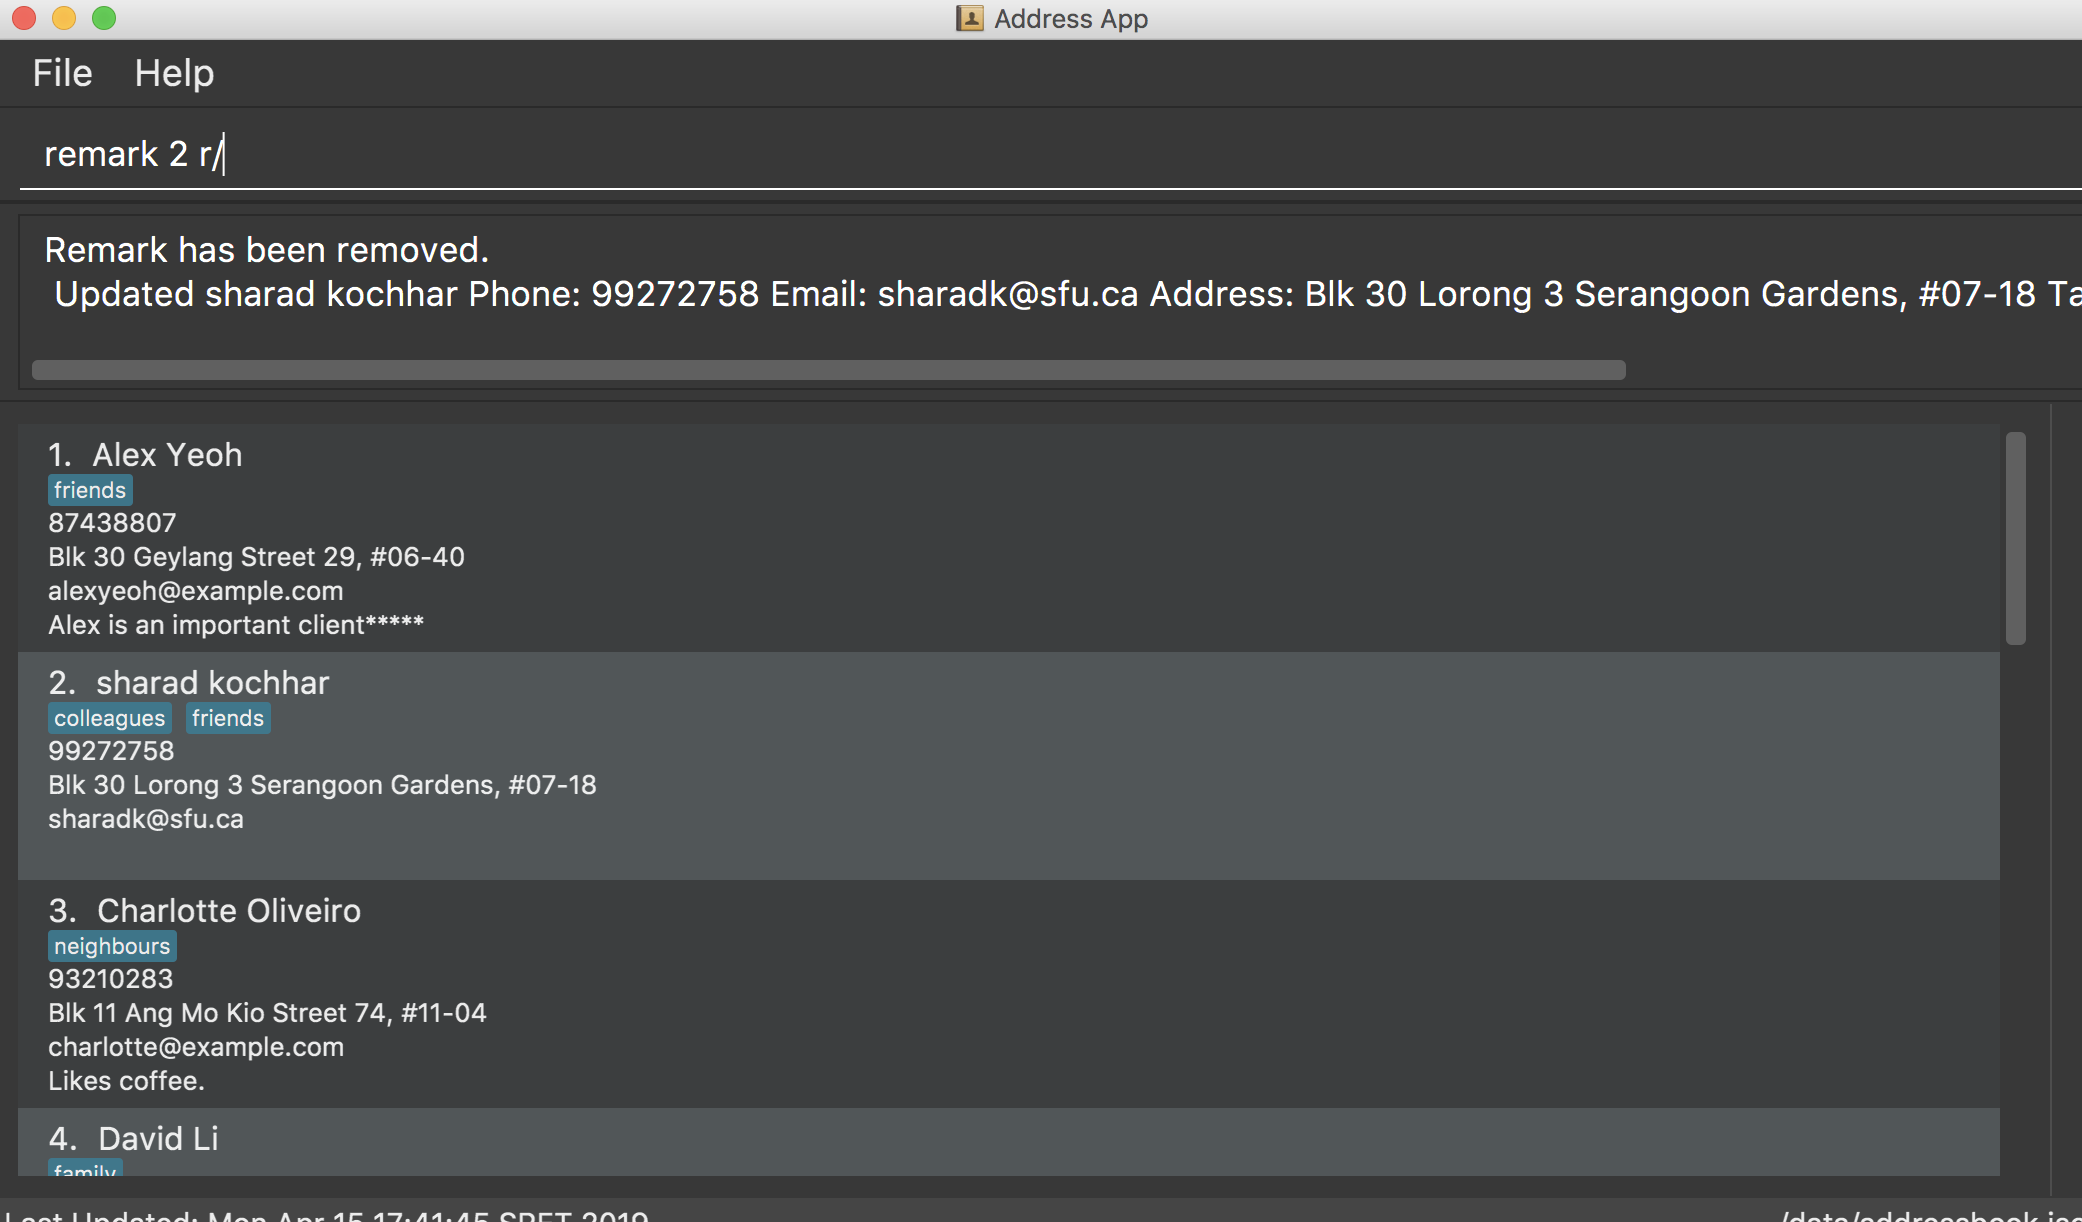 Address App
File Help
remark 2 r/
Remark has been removed.
Updated sharad kochhar Phone: 99272758 Email: sharadk@sfu.ca Address: Blk 30 Lorong 3 Serangoon Gardens, #07-18 Ta
1. Alex Yeoh
friends
87438807
Blk 30 Geylang Street 29, #06-40
alexyeoh@example.com
Alex is an important client*****
2. sharad kochhar
colleagues friends
99272758
Blk 30 Lorong 3 Serangoon Gardens, #07-18
sharadk@sfu.ca
3. Charlotte Oliveiro
neighbours
93210283
Blk 11 Ang Mo Kio Street 74, #11-04
charlotte@example.com
Likes coffee.
4. David Li
family
Last Updated: Mon Apr 15 17:41:45 SRET 2019